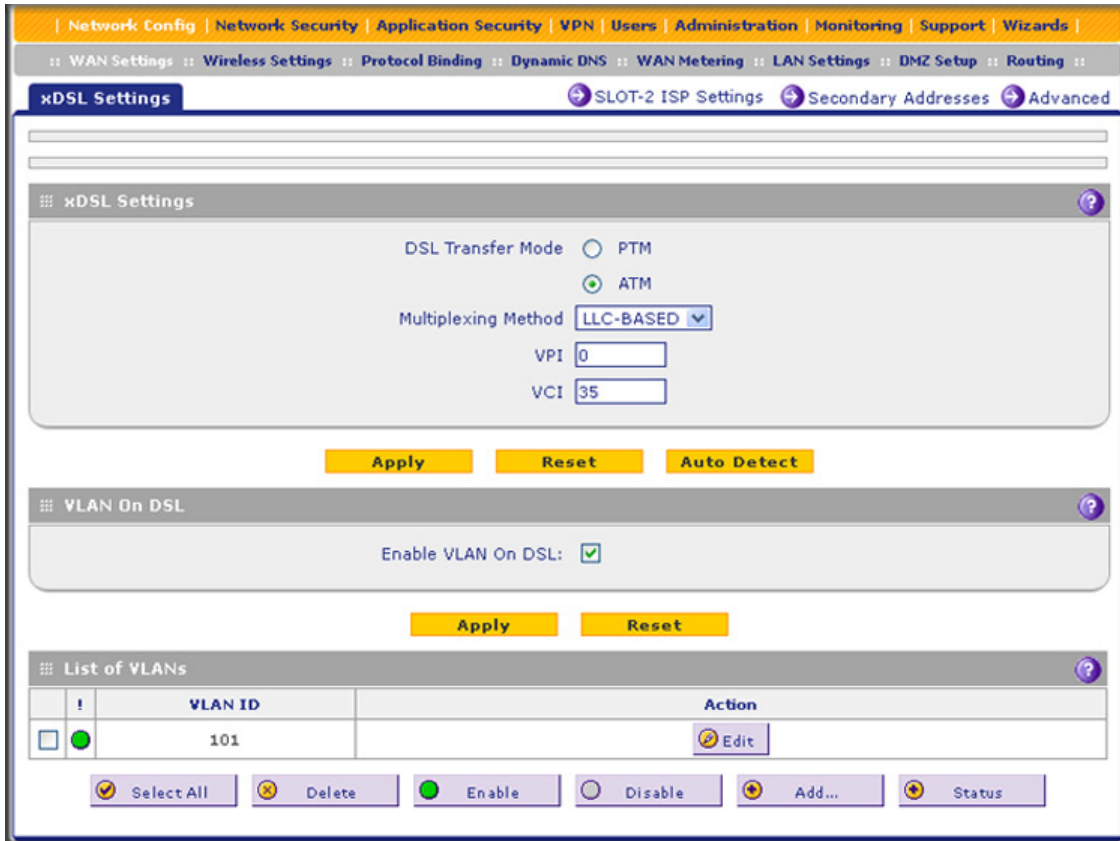 | Network Config | Network Security | Application Security | VPN | Users | Administration | Monitoring | Support | Wizards |
:: WAN Settings :: Wireless Settings :: Protocol Binding :: Dynamic DNS :: WAN Metering :: LAN Settings :: DMZ Setup :: Routing ::
xDSL Settings SLOT-2 ISP Settings Secondary Addresses Advanced
xDSL Settings ?
DSL Transfer Mode PTM
ATM
Multiplexing Method LLC-BASED
VPI 0
VCI 35
Apply Reset Auto Detect
VLAN On DSL ?
Enable VLAN On DSL:
Apply Reset
List of VLANs ?
! VLAN ID Action
101 Edit
Select All Delete Enable Disable Add... Status